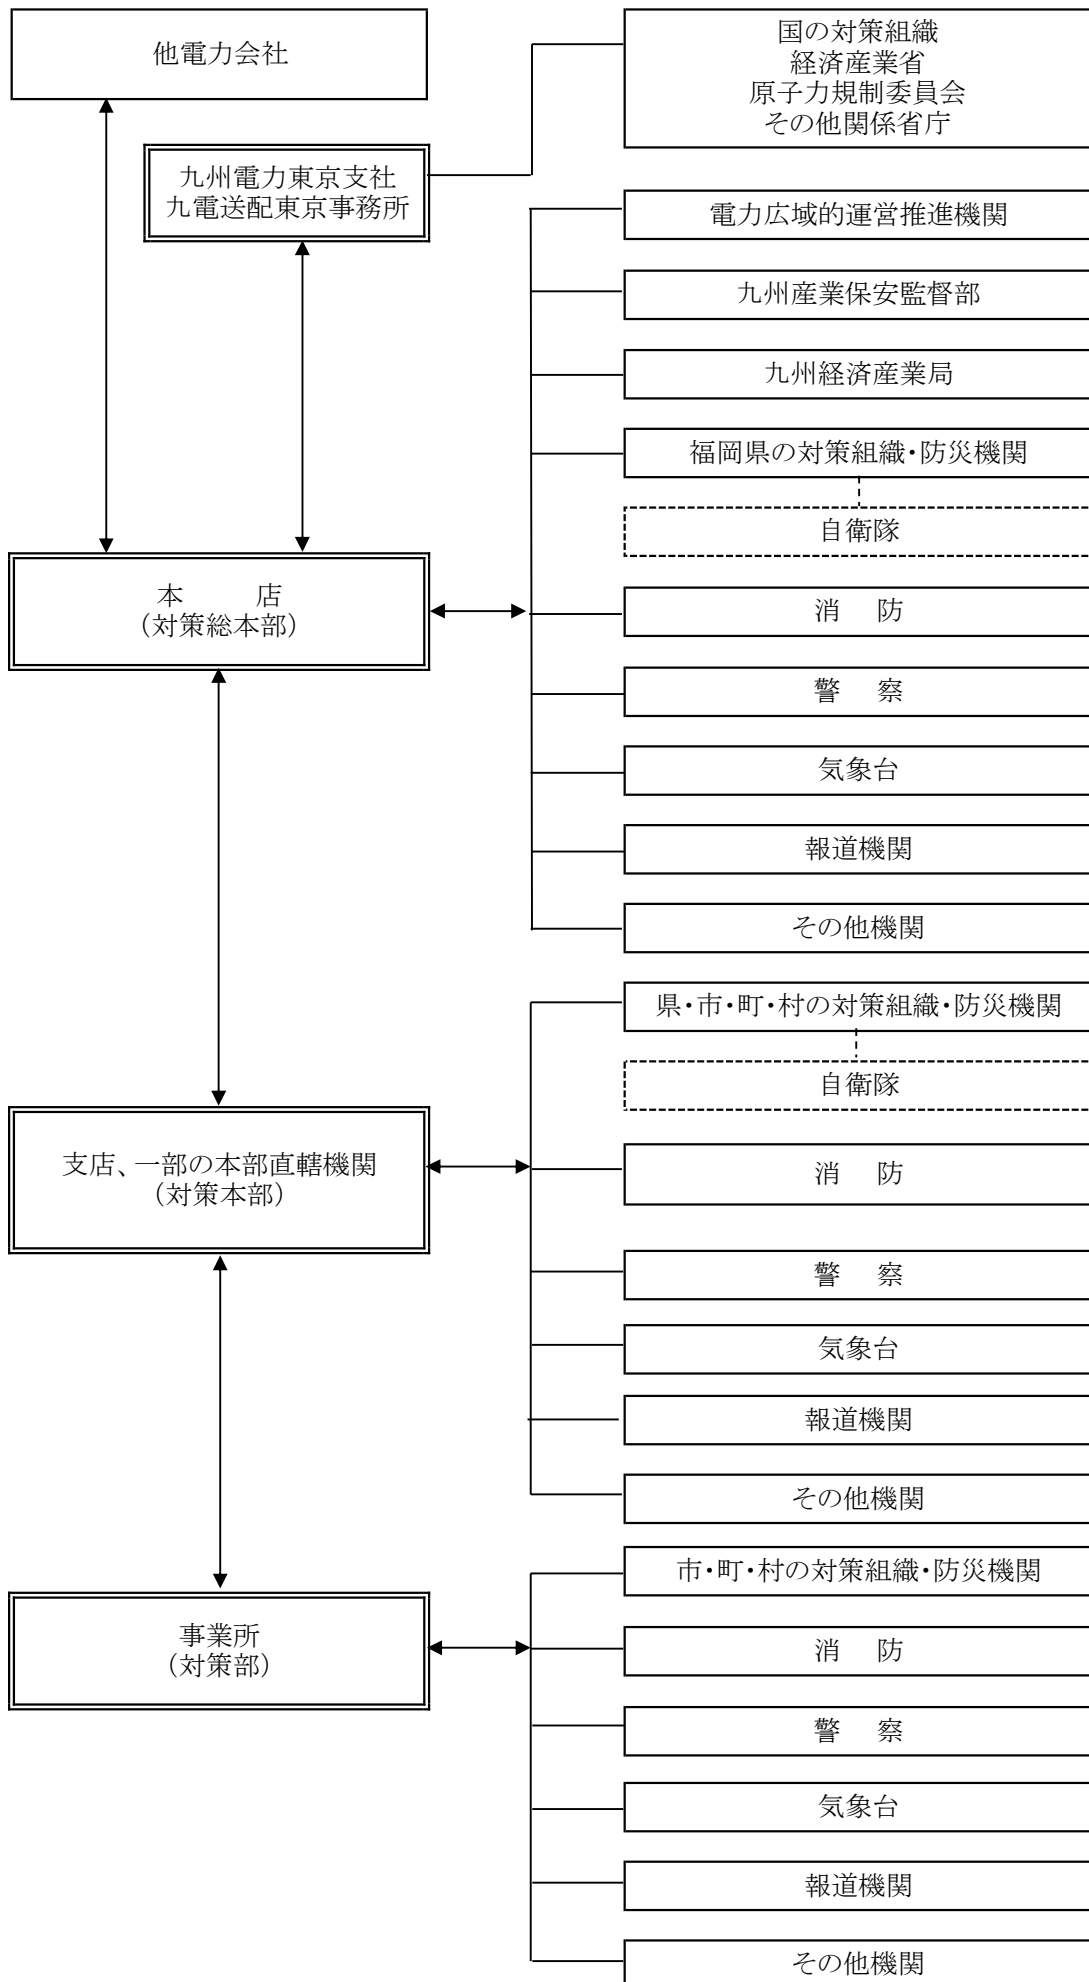 他電力会社
国の対策組織
経済産業省
原子力規制委員会
その他関係省庁
九州電力東京支社
九電送配東京事務所
電力広域的運営推進機関
九州産業保安監督部
九州経済産業局
福岡県の対策組織・防災機関
自衛隊
本　　　店
（対策総本部）
消　防
警　察
気象台
報道機関
その他機関
県・市・町・村の対策組織・防災機関
自衛隊
支店、一部の本部直轄機関
（対策本部）
消　防
警　察
気象台
報道機関
その他機関
市・町・村の対策組織・防災機関
事業所
（対策部）
消　防
警　察
気象台
報道機関
その他機関